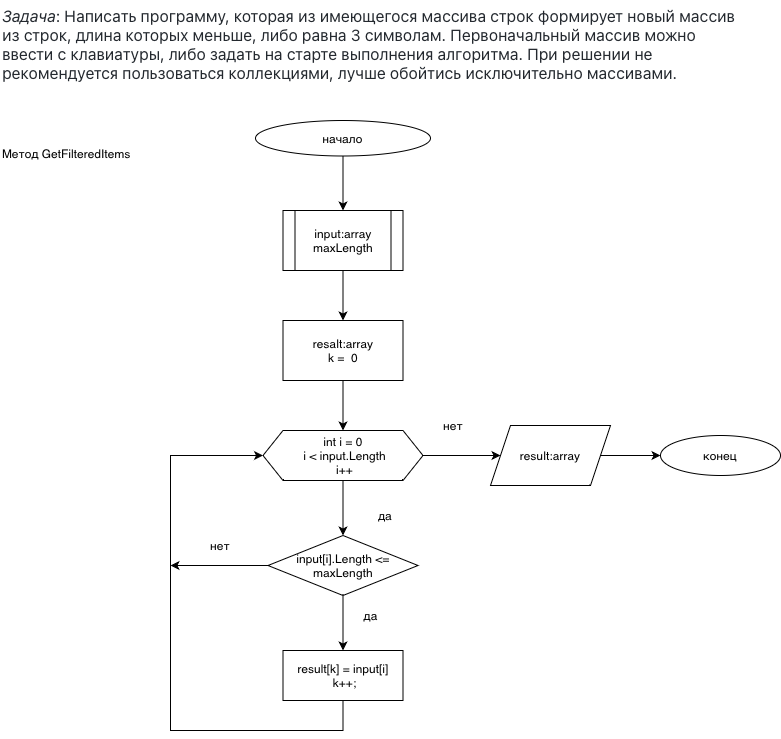 Задача: Написать программу, которая из имеющегося массива строк формирует новый массив
из строк, длина которых меньше, либо равна 3 символам. Первоначальный массив можно
ввести с клавиатуры, либо задать на старте выполнения алгоритма. При решении не
рекомендуется пользоваться коллекциями, лучше обойтись исключительно массивами.
начало
Метод GetFilteredItems
input:array
maxLength
resalt:array
k = 0
int i = 0
i < input.Length
i++
нет
result:array
конец
да
нет
input[i].Length <=
maxLength
да
result[k] = input[i]
k++;